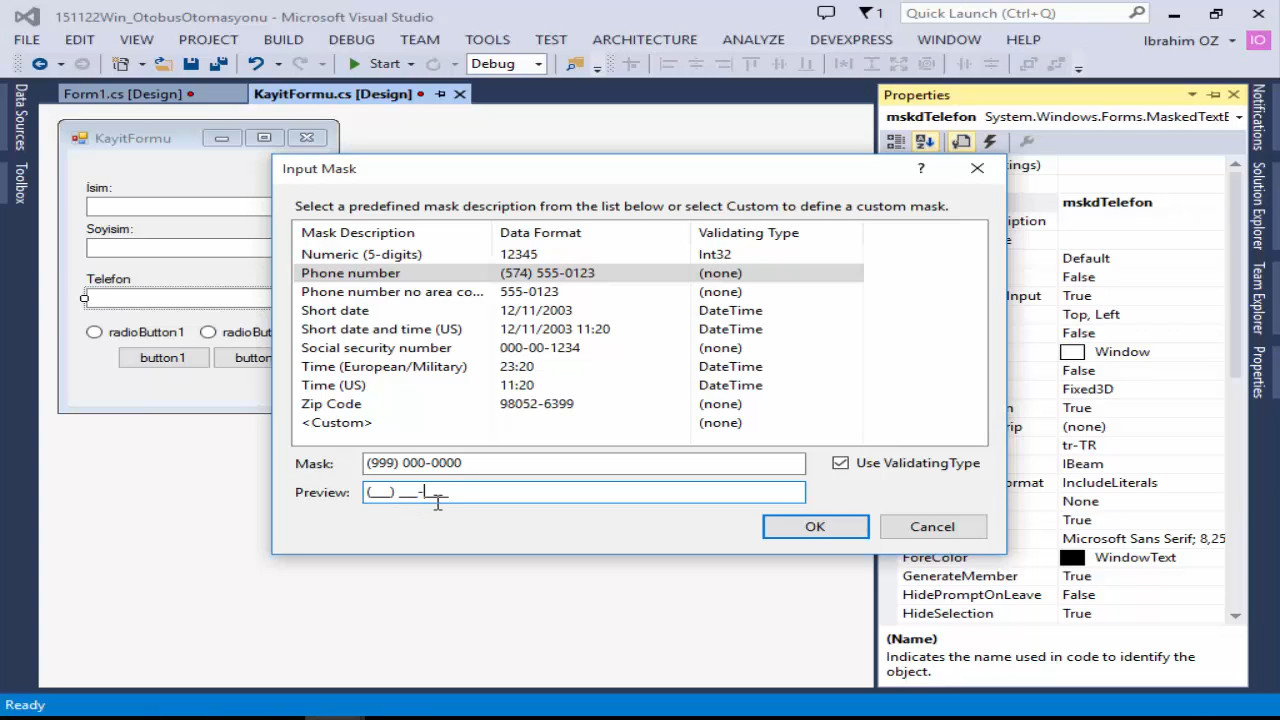 151122Win_OtobusOtomasyonu - Microsoft Visual Studio
1
Quick Launch (Ctrl+Q)
FILE EDIT VIEW PROJECT BUILD DEBUG TEAM TOOLS TEST ARCHITECTURE ANALYZE DEVEXPRESS WINDOW HELP
Ibrahim OZ
IO
Start
Debug
Data Sources
Toolbox
Form1.cs [Design]
KayitFormu.cs [Design]
KayitFormu
İsim:
Soyisim:
Telefon
radioButton1
radioBut
button1
button
Input Mask
?
Select a predefined mask description from the list below or select Custom to define a custom mask.
Mask Description Data Format Validating Type
Numeric (5-digits) 12345 Int32
Phone number (574) 555-0123 (none)
Phone number no area co... 555-0123 (none)
Short date 12/11/2003 DateTime
Short date and time (US) 12/11/2003 11:20 DateTime
Social security number 000-00-1234 (none)
Time (European/Military) 23:20 DateTime
Time (US) 11:20 DateTime
Zip Code 98052-6399 (none)
<Custom> (none)
Mask: (999) 000-0000
Use ValidatingType
Preview: (___) ___-____
OK
Cancel
Properties
mskdTelefon System.Windows.Forms.MaskedTextE
ings)
mskdTelefon
ription
e
Default
False
Input True
Top, Left
False
Window
False
Fixed3D
n True
rip (none)
tr-TR
IBeam
ormat IncludeLiterals
None
True
Microsoft Sans Serif; 8,25
ForeColor WindowText
GenerateMember True
HidePromptOnLeave False
HideSelection True
(Name)
Indicates the name used in code to identify the
object.
Notifications
Solution Explorer
Team Explorer
Properties
Ready